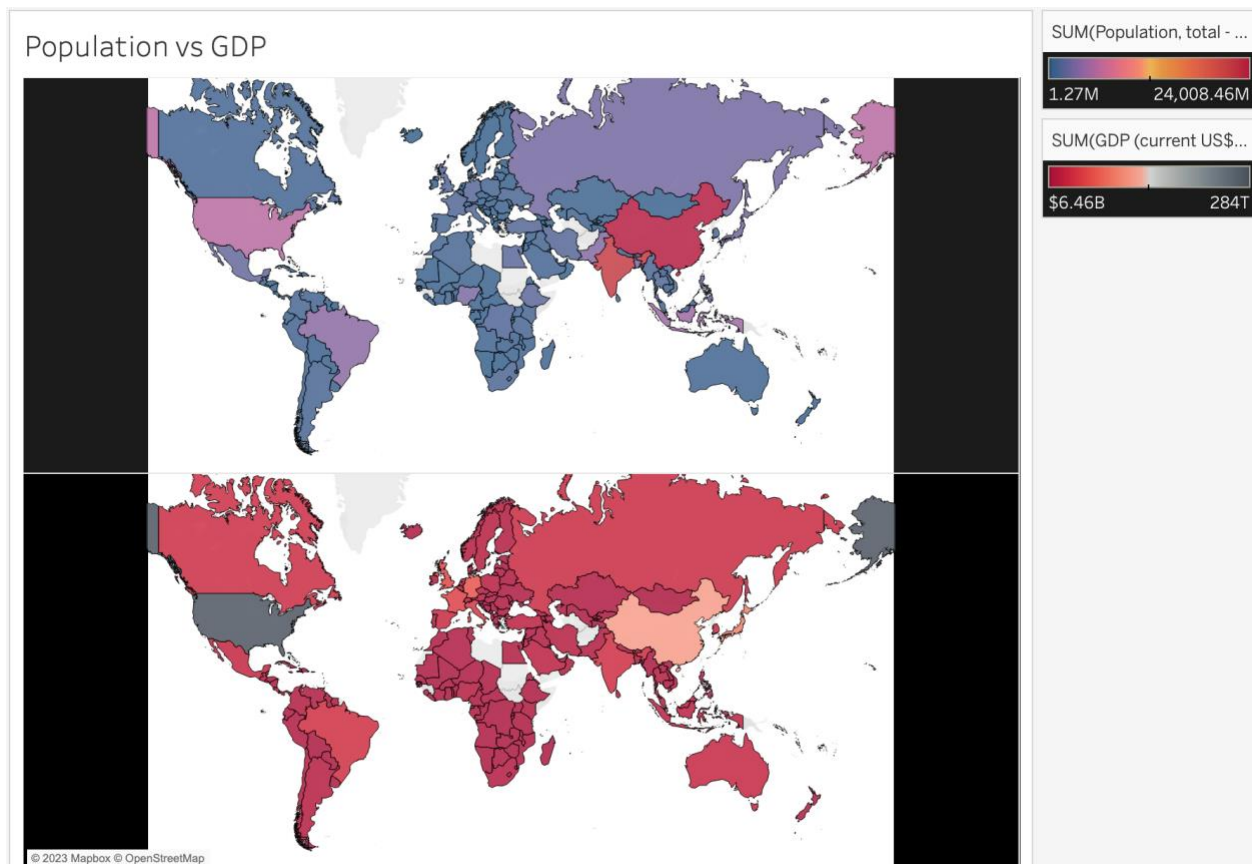 Population vs GDP
SUM(Population, total - ...
1.27M 24,008.46M
SUM(GDP (current US$...
$6.46B 284T
© 2023 Mapbox © OpenStreetMap